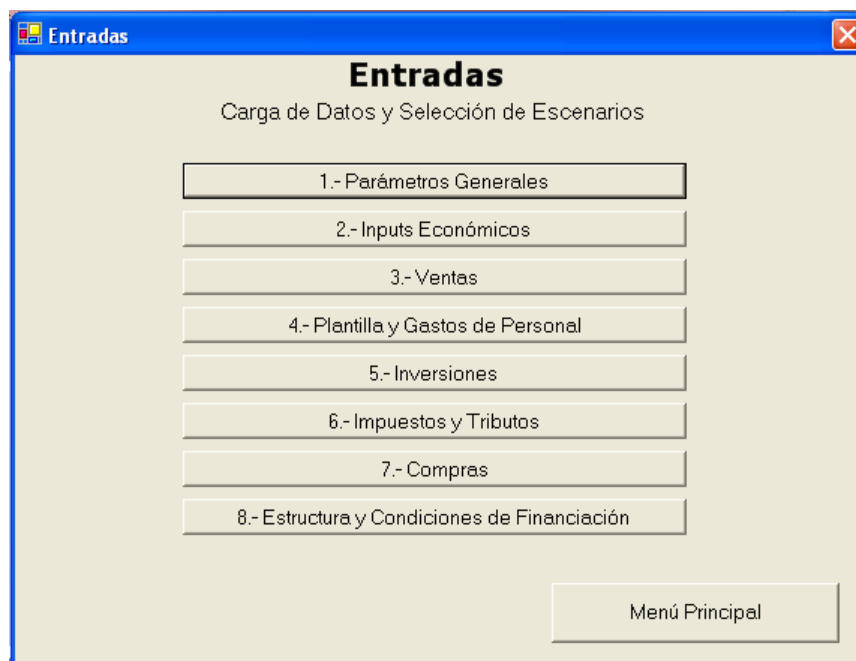 Entradas
Entradas
Carga de Datos y Selección de Escenarios
1.- Parámetros Generales
2.- Inputs Económicos
3.- Ventas
4.- Plantilla y Gastos de Personal
5.- Inversiones
6.- Impuestos y Tributos
7.- Compras
8.- Estructura y Condiciones de Financiación
Menú Principal